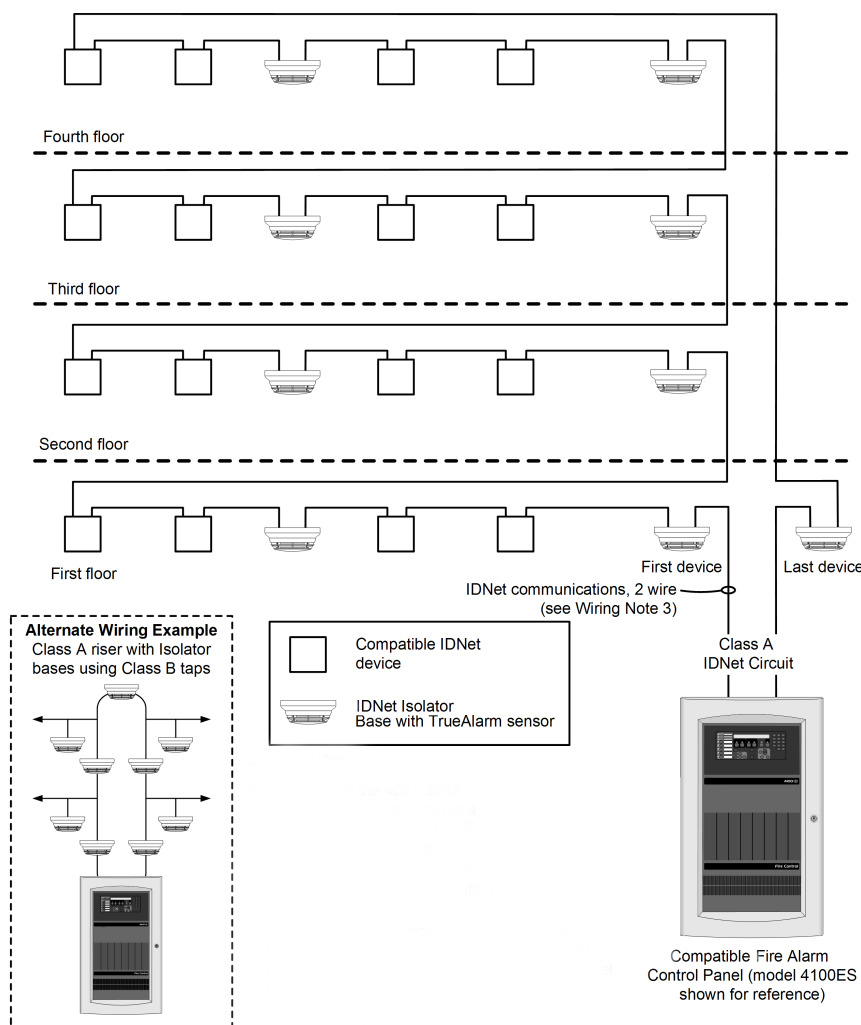 Fourth floor
Third floor
Second floor
First floor
First device
Last device
IDNet communications, 2 wire
(see Wiring Note 3)
Class A
IDNet Circuit
Alternate Wiring Example
Class A riser with Isolator
bases using Class B taps
Compatible IDNet
device
IDNet Isolator
Base with TrueAlarm sensor
Fire Control
Compatible Fire Alarm
Control Panel (model 4100ES
shown for reference)